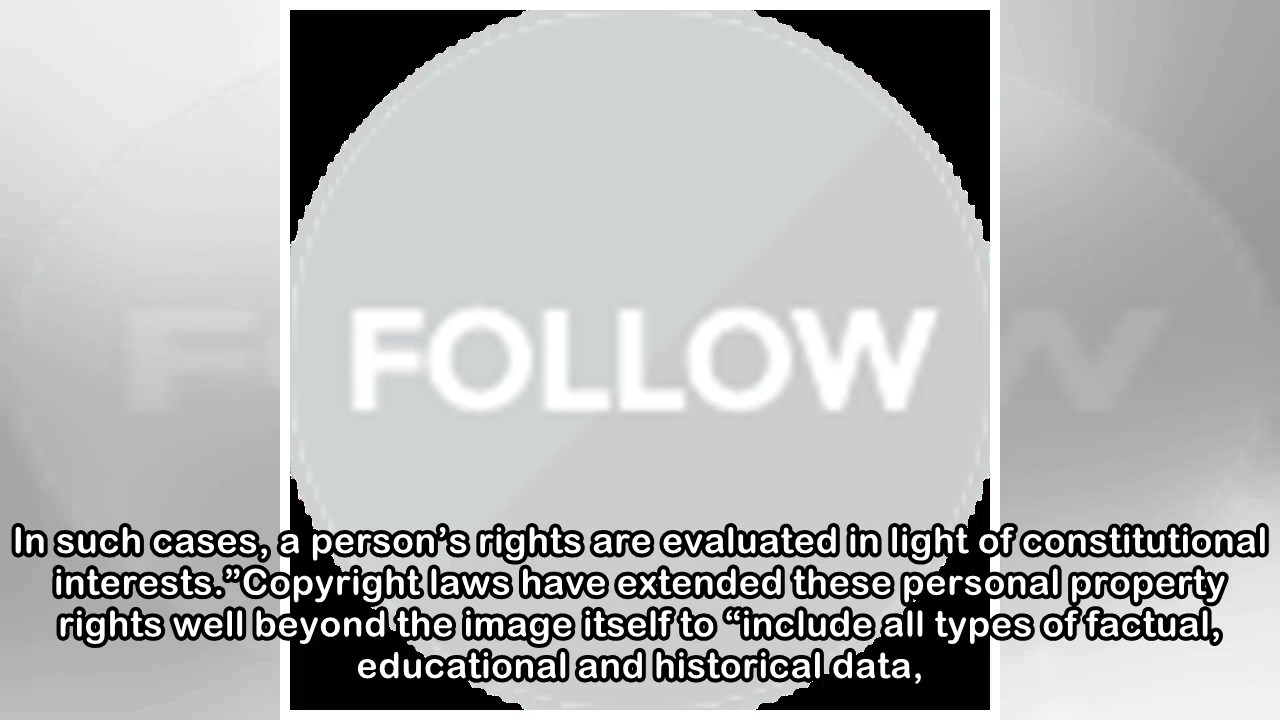 FOLLOW
In such cases, a person’s rights are evaluated in light of constitutional
interests.”Copyright laws have extended these personal property
rights well beyond the image itself to “include all types of factual,
educational and historical data,